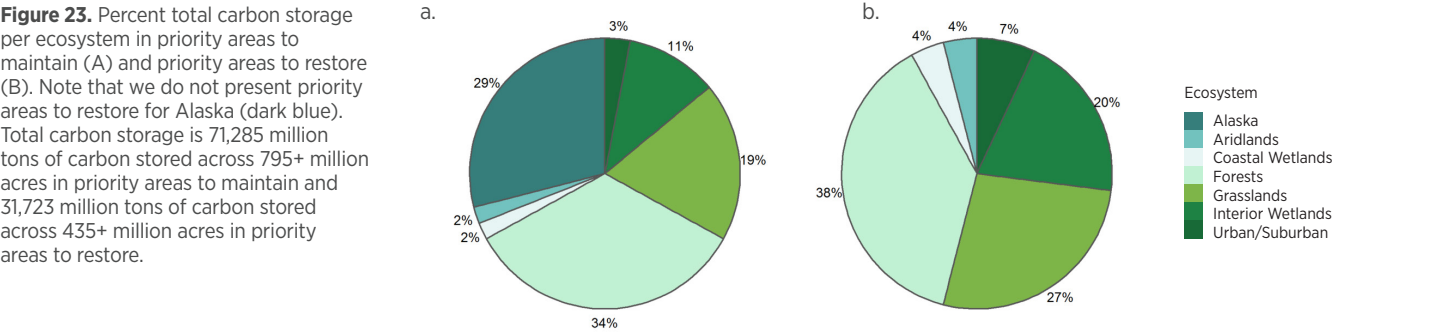 Figure 23. Percent total carbon storage
per ecosystem in priority areas to
maintain (A) and priority areas to restore
(B). Note that we do not present priority
areas to restore for Alaska (dark blue).
Total carbon storage is 71,285 million
tons of carbon stored across 795+ million
acres in priority areas to maintain and
31,723 million tons of carbon stored
across 435+ million acres in priority
areas to restore.
a.
3%
11%
29%
19%
2%
2%
34%
b.
4%
4%
7%
20%
38%
27%
Ecosystem
Alaska
Aridlands
Coastal Wetlands
Forests
Grasslands
Interior Wetlands
Urban/Suburban